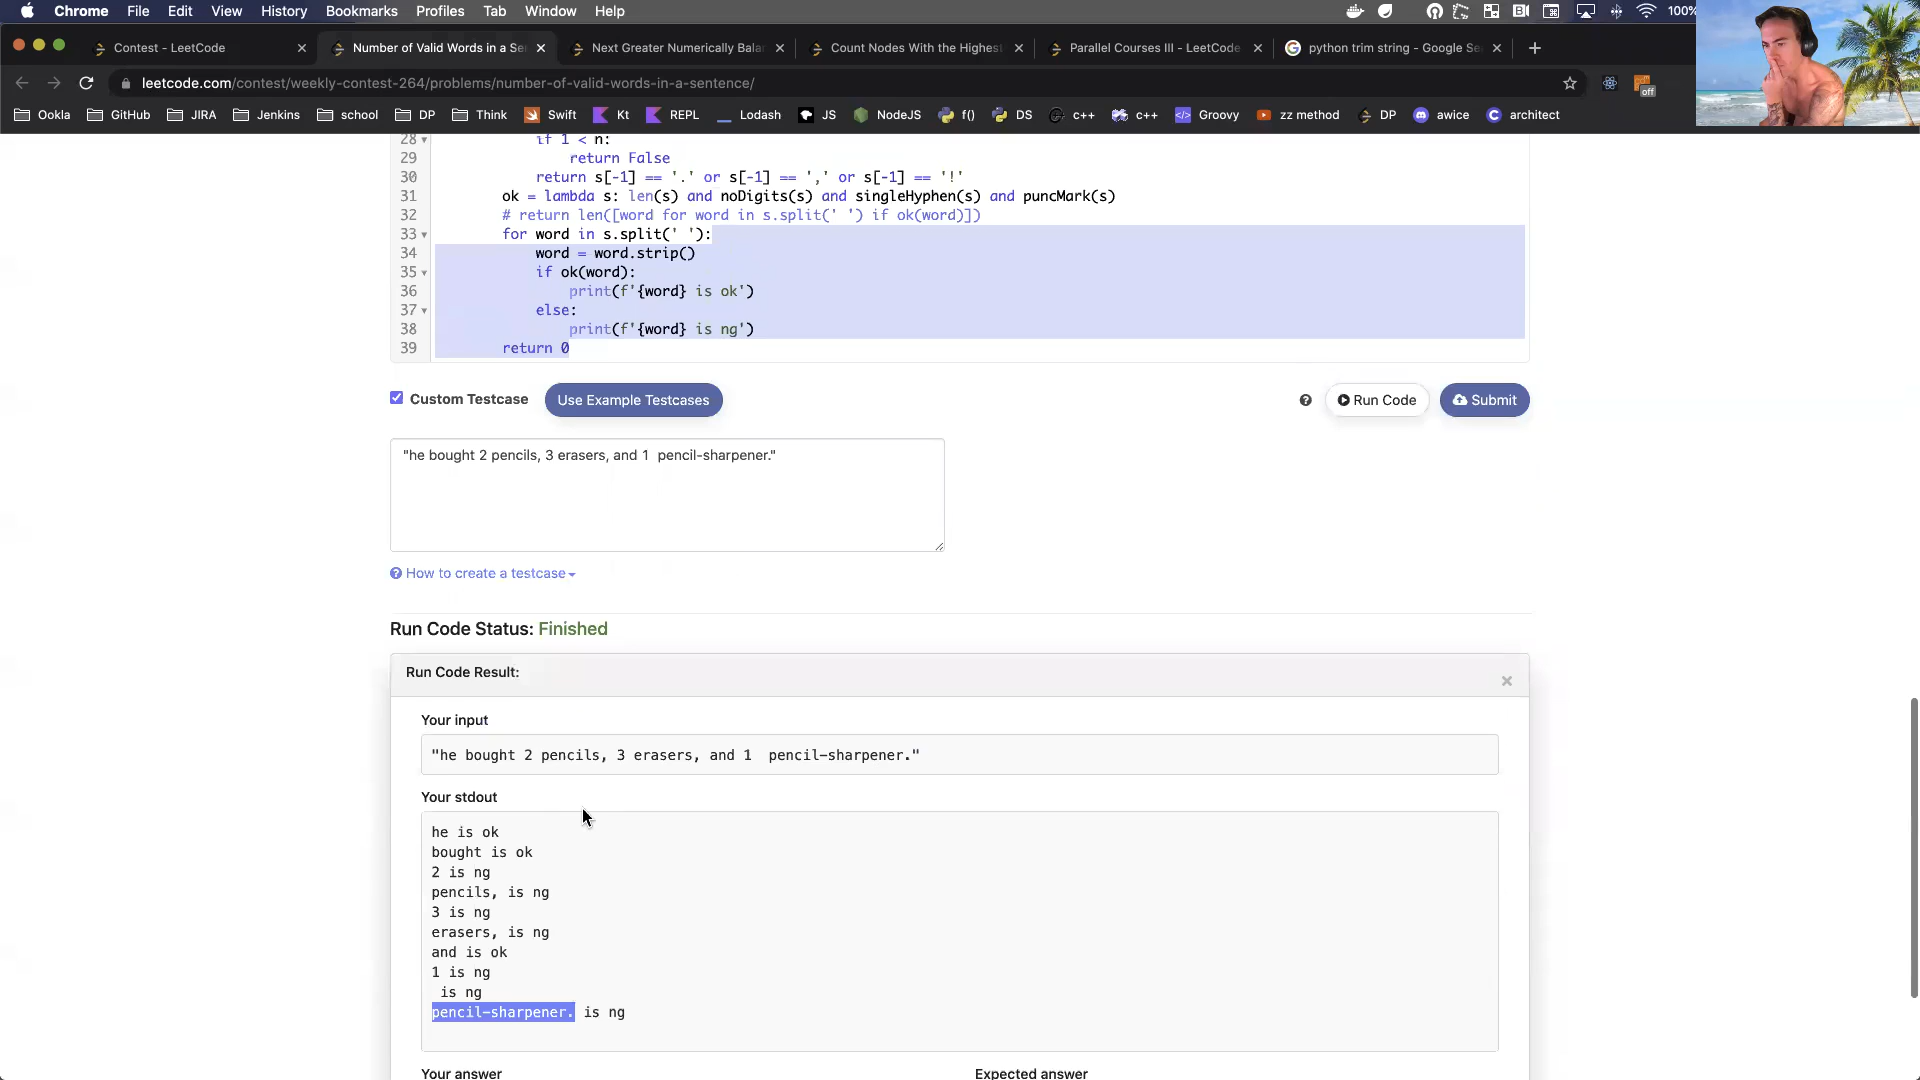 Chrome File Edit View History Bookmarks Profiles Tab Window Help 100%
Contest - LeetCode
Number of Valid Words in a Se
Next Greater Numerically Bala
Count Nodes With the Highes
Parallel Courses III - LeetCode
python trim string - Google Se
leetcode.com/contest/weekly-contest-264/problems/number-of-valid-words-in-a-sentence/
off
Ookla GitHub JIRA Jenkins school DP Think Swift Kt REPL Lodash JS NodeJS f() DS c++ c++ Groovy zz method DP awice architect
28 if 1 < n:
29 return False
30 return s[-1] == '.' or s[-1] == ',' or s[-1] == '!'
31 ok = lambda s: len(s) and noDigits(s) and singleHyphen(s) and puncMark(s)
32 # return len([word for word in s.split(' ') if ok(word)])
33 for word in s.split(' '):
34 word = word.strip()
35 if ok(word):
36 print(f'{word} is ok')
37 else:
38 print(f'{word} is ng')
39 return 0
Custom Testcase Use Example Testcases Run Code Submit
"he bought 2 pencils, 3 erasers, and 1  pencil-sharpener."
How to create a testcase
Run Code Status: Finished
Run Code Result:
Your input
"he bought 2 pencils, 3 erasers, and 1  pencil-sharpener."
Your stdout
he is ok
bought is ok
2 is ng
pencils, is ng
3 is ng
erasers, is ng
and is ok
1 is ng
is ng
pencil-sharpener. is ng
Your answer Expected answer